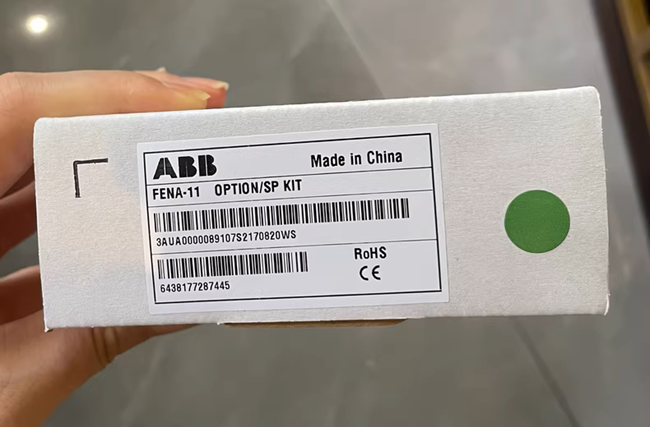 ABB Made in China
FENA-11 OPTION/SP KIT
3AUA0000089107S2170820WS
RoHS
CE
6438177287445